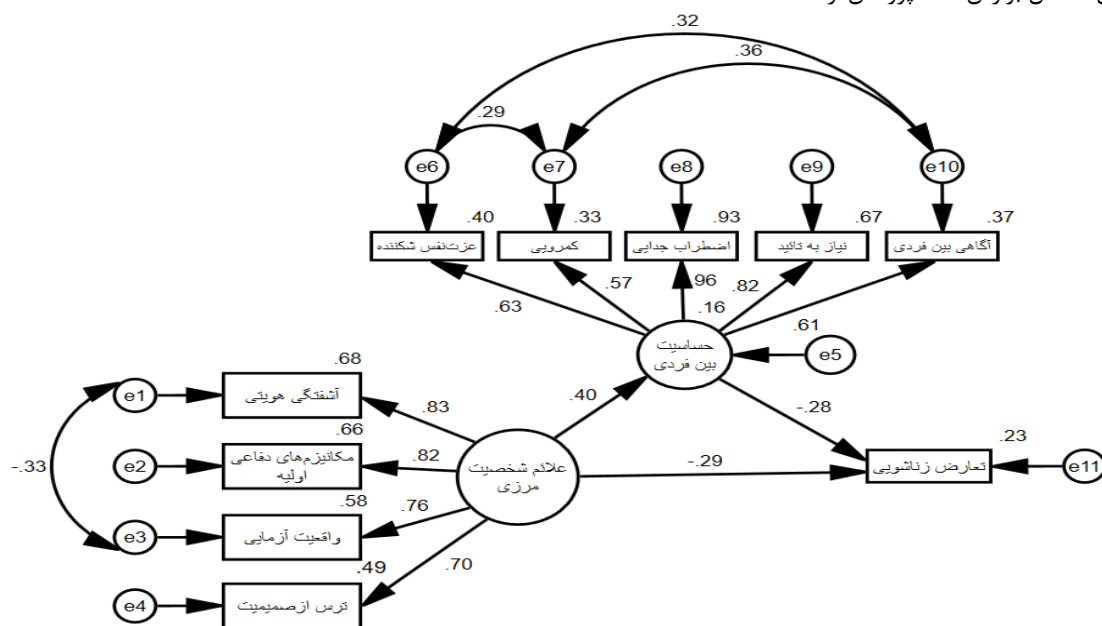 .32
.36
.29
e6
e7
e8
e9
e10
.40
.33
.93
.67
.37
عزت‌نفس شکننده
کمرویی
اضطراب جدایی
نیاز به تائید
آگاهی بین فردی
.63
.57
.96
.82
.61
.16
حساسیت
بین فردی
e5
.68
e1
آشفتگی هویتی
.83
.40
-.28
.66
-.33
e2
مکانیزم‌های دفاعی
اولیه
.82
علائم شخصیت
مرزی
-.29
.23
تعارض زناشویی
e11
.58
e3
واقعیت آزمایی
.76
.49
e4
ترس ازصمیمیت
.70